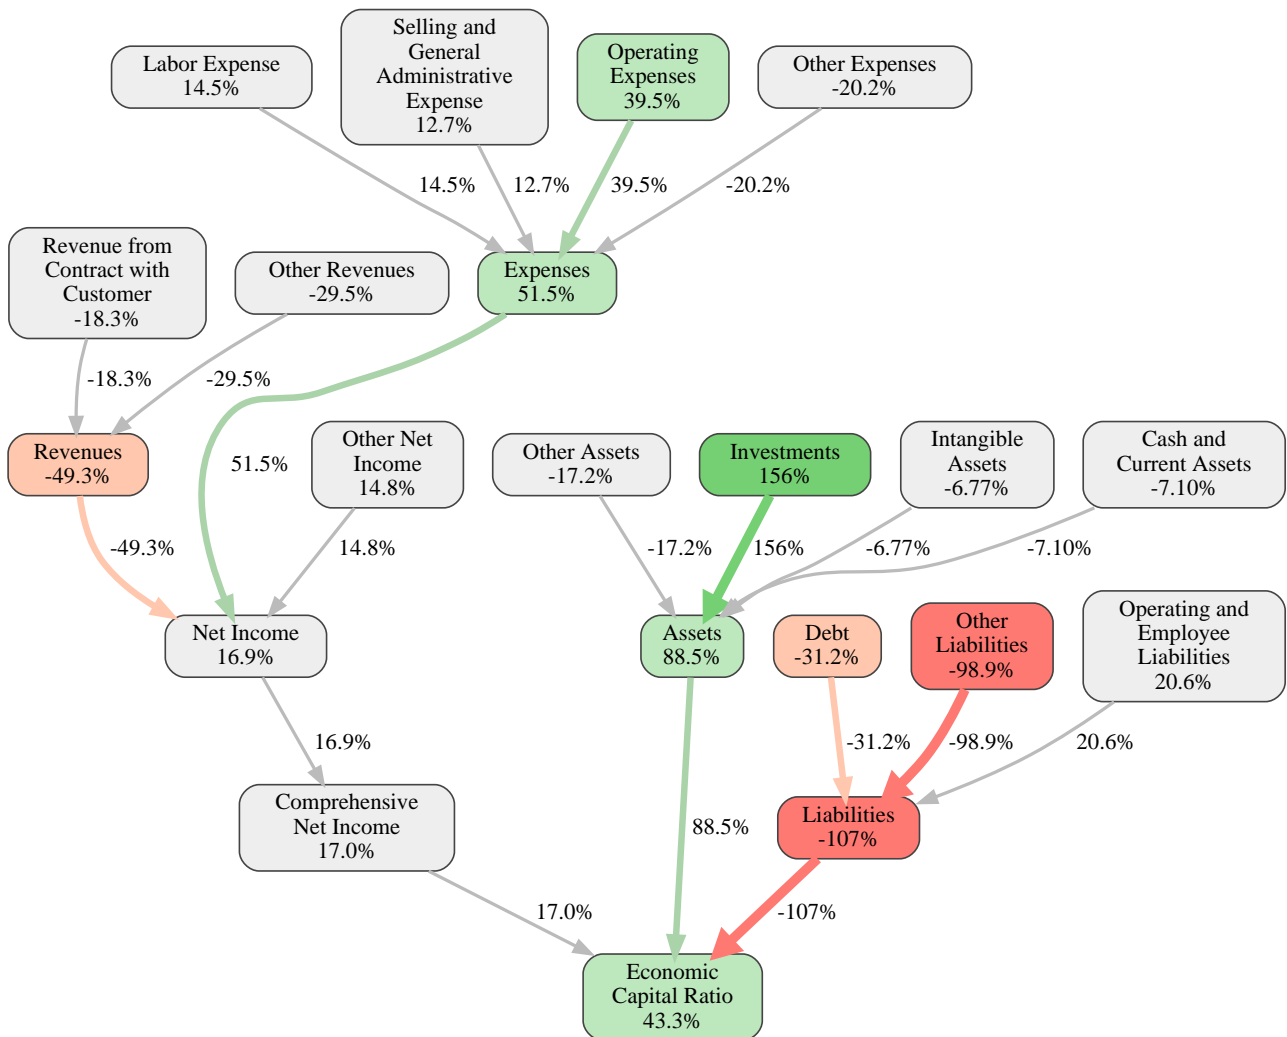 Labor Expense
14.5%
Selling and
General
Administrative
Expense
12.7%
Operating
Expenses
39.5%
Other Expenses
-20.2%
14.5%
12.7%
39.5%
-20.2%
Revenue from
Contract with
Customer
-18.3%
Other Revenues
-29.5%
Expenses
51.5%
-18.3%
-29.5%
51.5%
Revenues
-49.3%
Other Net
Income
14.8%
Other Assets
-17.2%
Investments
156%
Intangible
Assets
-6.77%
Cash and
Current Assets
-7.10%
-49.3%
14.8%
-17.2%
156%
-6.77%
-7.10%
Net Income
16.9%
Assets
88.5%
Debt
-31.2%
Other
Liabilities
-98.9%
Operating and
Employee
Liabilities
20.6%
16.9%
-31.2%
-98.9%
20.6%
Comprehensive
Net Income
17.0%
88.5%
Liabilities
-107%
17.0%
-107%
Economic
Capital Ratio
43.3%